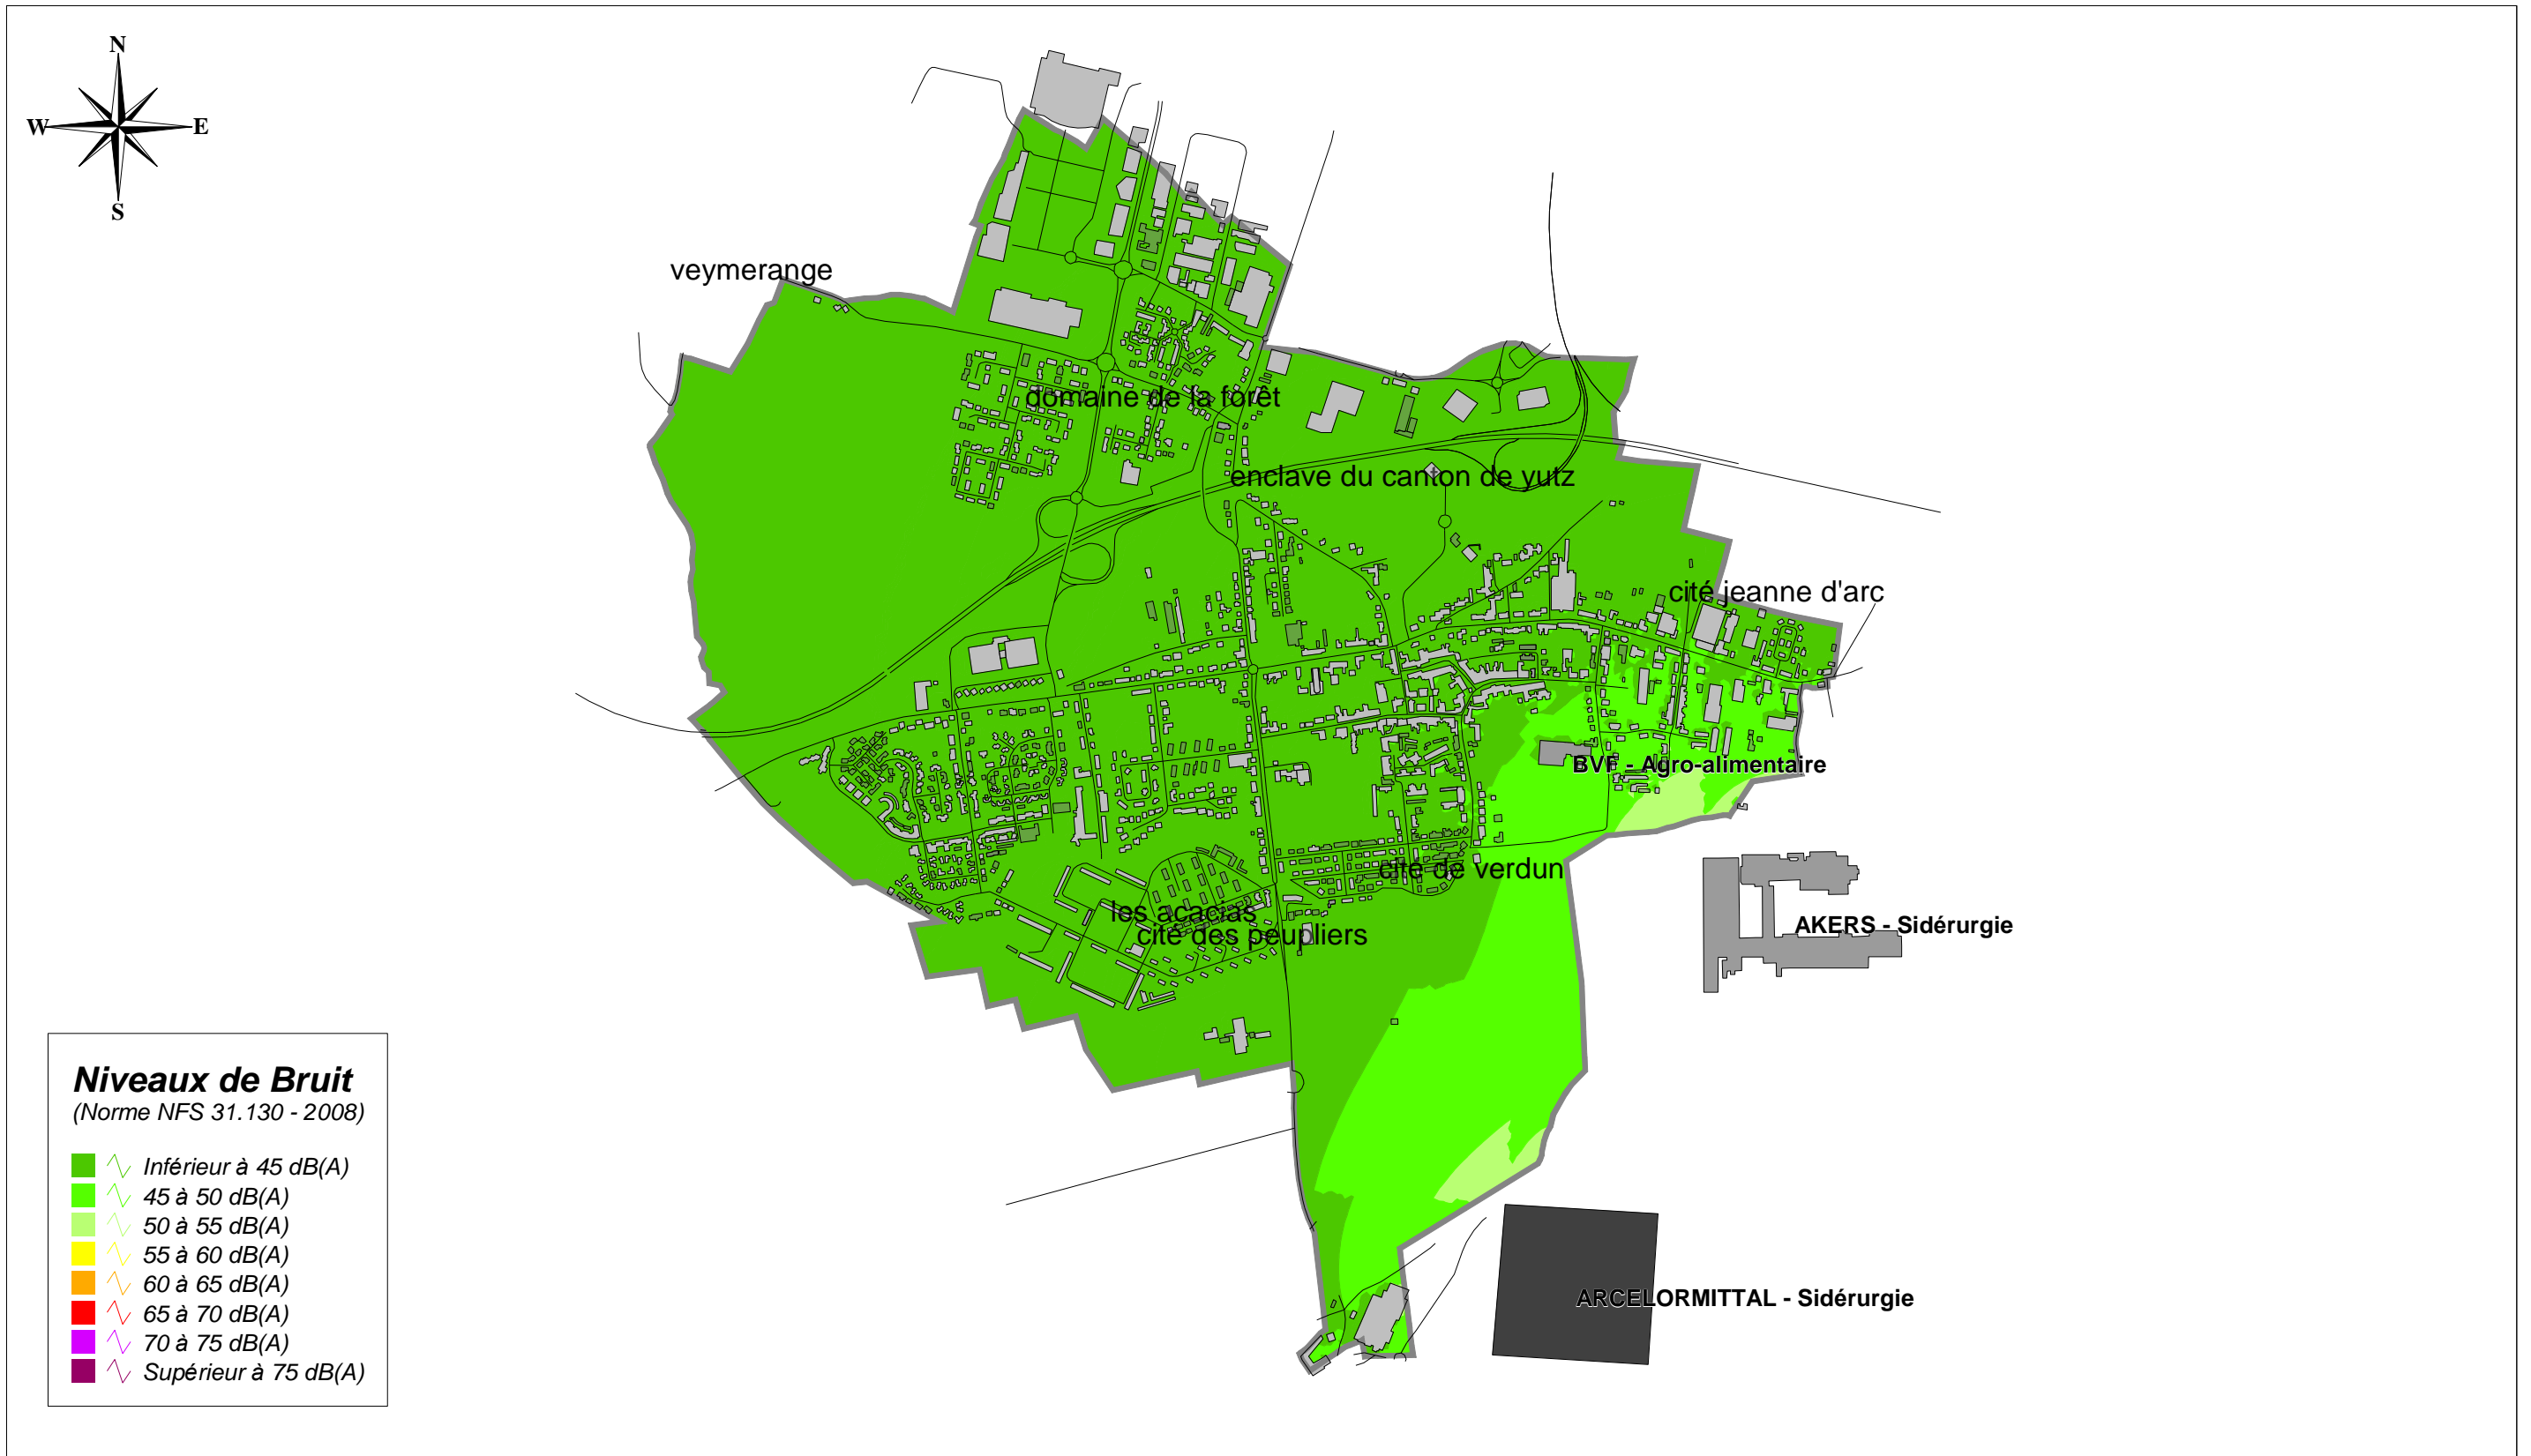 N
W
E
S
veymerange
domaine de la forêt
enclave du canton de yutz
cité jeanne d'arc
BVF - Agro-alimentaire
cite de verdun
los acacias
cité des peupliers
AKERS - Sidérurgie
ARCELORMITTAL - Sidérurgie
Niveaux de Bruit
(Norme NFS 31.130 - 2008)
Inférieur à 45 dB(A)
45 à 50 dB(A)
50 à 55 dB(A)
55 à 60 dB(A)
60 à 65 dB(A)
65 à 70 dB(A)
70 à 75 dB(A)
Supérieur à 75 dB(A)